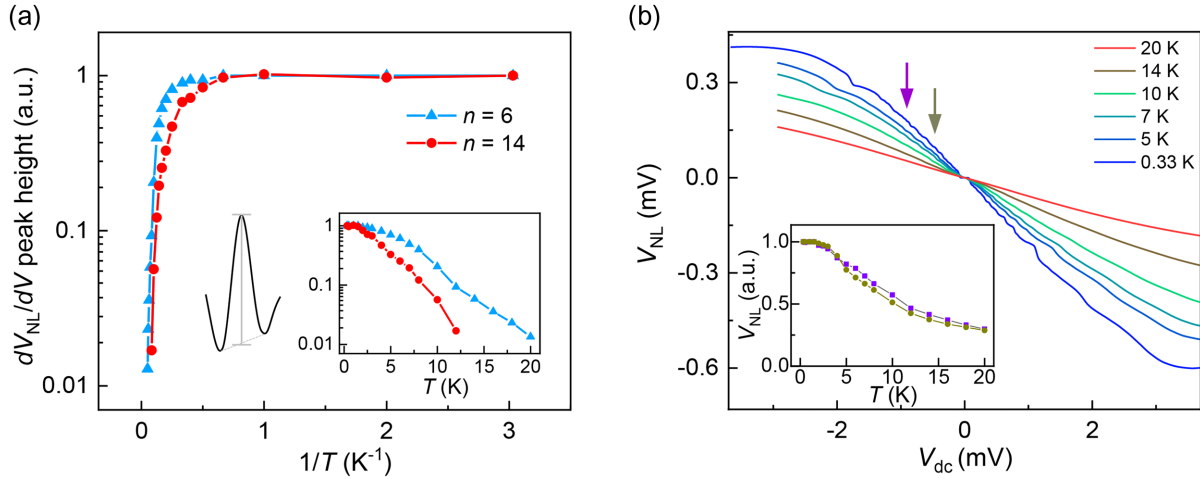 (a)
dV_NL/dV peak height (a.u.)
1
0.1
0.01
n = 6
n = 14
1
0.1
0.01
0 5 10 15 20
T (K)
0 1 2 3
1/T (K⁻¹)
(b)
V_NL (mV)
0.3
0.0
-0.3
-0.6
20 K
14 K
10 K
7 K
5 K
0.33 K
V_NL (a.u.)
1.0
0.5
0.0
0 5 10 15 20
T (K)
-2 0 2
V_dc (mV)